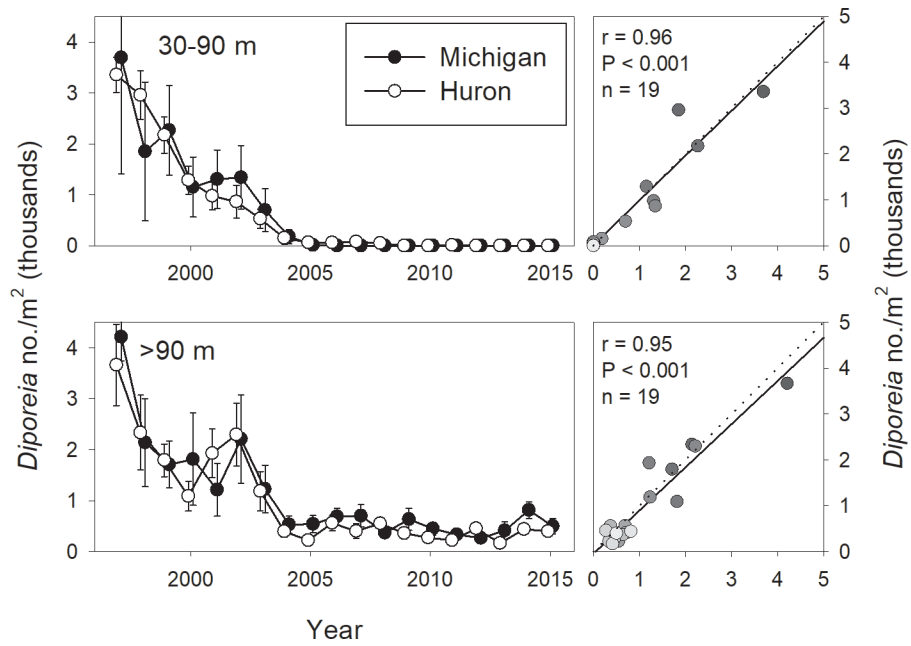 30-90 m
Michigan
Huron
4
3
2
1
0
2000 2005 2010 2015
r = 0.96
P < 0.001
n = 19
5
4
3
2
1
0
0 1 2 3 4 5
>90 m
4
3
2
1
0
2000 2005 2010 2015
r = 0.95
P < 0.001
n = 19
5
4
3
2
1
0
0 1 2 3 4 5
Diporeia no./m² (thousands)
Diporeia no./m² (thousands)
Year